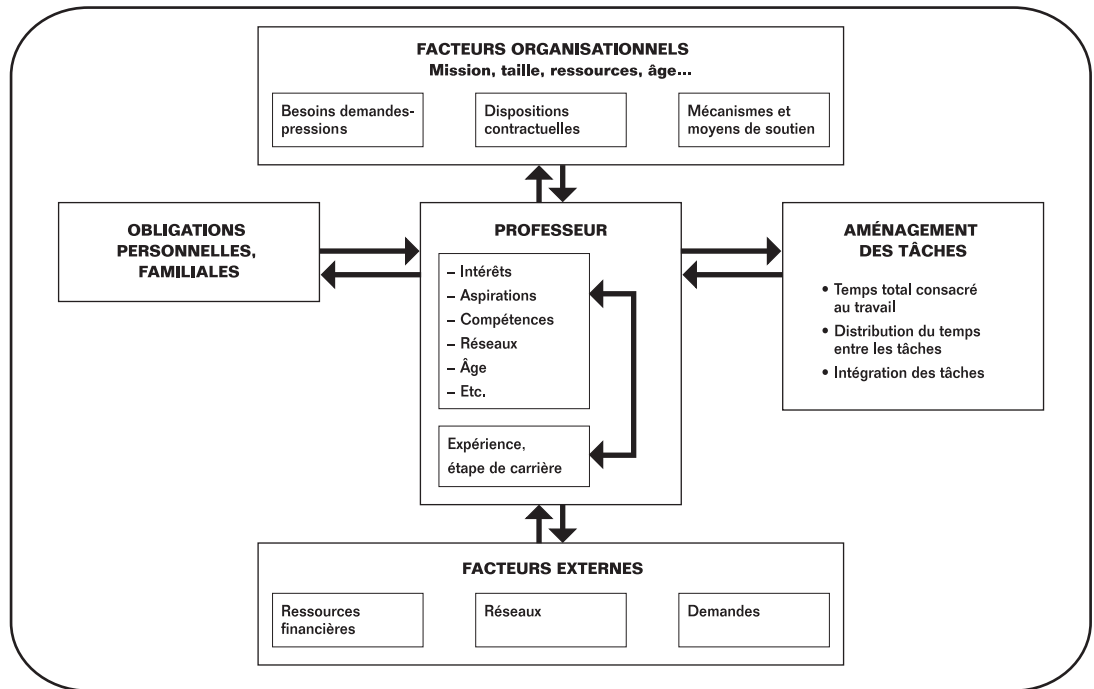 FACTEURS ORGANISATIONNELS
Mission, taille, ressources, âge...
Besoins demandes-
pressions
Dispositions
contractuelles
Mécanismes et
moyens de soutien
OBLIGATIONS
PERSONNELLES,
FAMILIALES
PROFESSEUR
– Intérêts
– Aspirations
– Compétences
– Réseaux
– Âge
– Etc.
Expérience,
étape de carrière
AMÉNAGEMENT
DES TÂCHES
• Temps total consacré
au travail
• Distribution du temps
entre les tâches
• Intégration des tâches
FACTEURS EXTERNES
Ressources
financières
Réseaux
Demandes